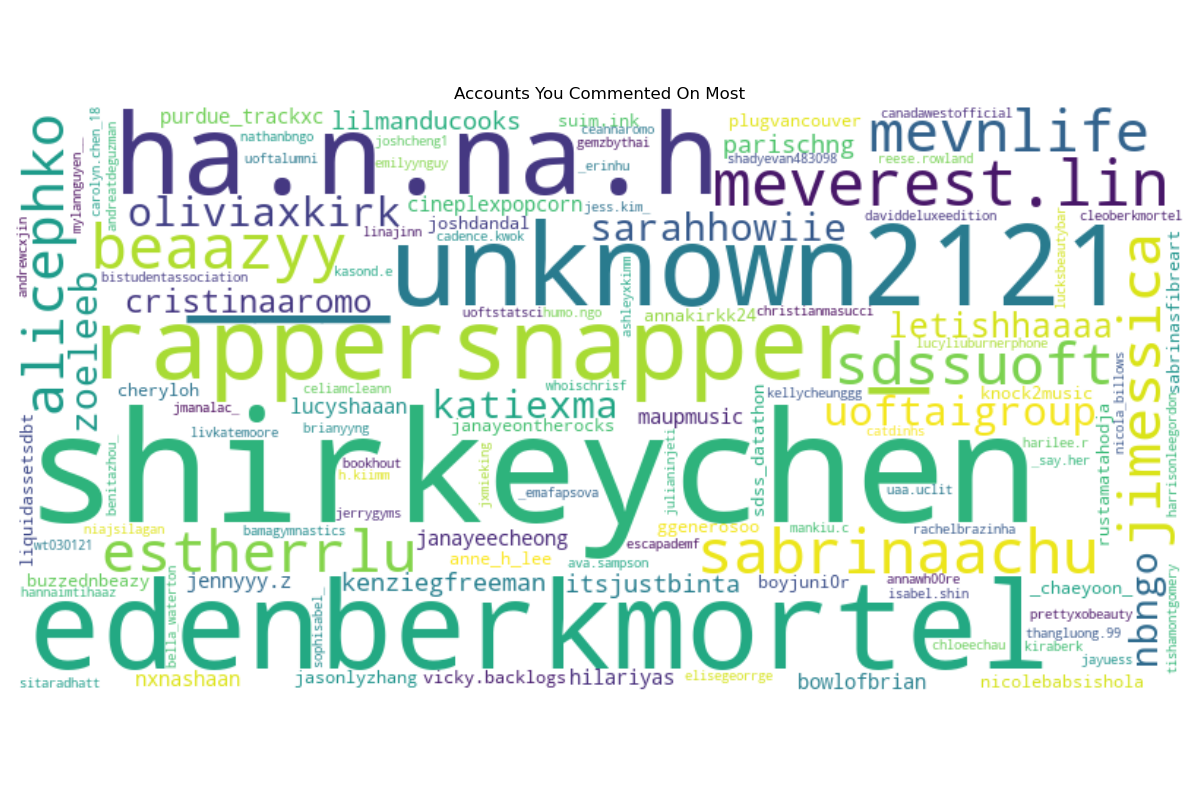 Accounts You Commented On Most
purdue_trackxc
lilmanducooks
suim.ink
plugvancouver
canadawestofficial
mevnlife
alicephko
carolyn.chen_18
andreatdeguzman
mylannguyen__
nathanbngo
uoftalumni
ha.n.na.h
joshcheng1
emilyynguy
ceannaromo
gemzbythai
_erinhu
parischng
shadyevan483098
reese.rowland
meverest.lin
oliviaxkirk
cineplexpopcorn
jess.kim_
joshdandal
linajinn
cadence.kwok
sarahhowiie
daviddeluxeedition
cleoberkmortel
andrewcxjin
beaazyy
bistudentassociation
kasond.e
unknown2121
lucksbeautybar
jimessica
sabrinasfibreart
zoeleeb
cristinaaromo
uoftstatsci
humo.ngo
ashleyxkimm
annakirkk24
christianmasucci
letishhaaaa
lucyliuburnerphone
rappersnapper_
sdssuoft_
cheryloh
celiamcleann
whoischrisf
kellycheunggg
knock2music
nicola_billows
jmanalac_
lucyshaaan
katiexma
maupmusic
uoftaigroup
livkatemoore
brianyyng
janayeontherocks
catdinhs
harilee.r
_say.her
harrisonleegordon
rustamatahodja
liquidassetsdbt
benitazhou_
shirkeychen
bookhout
h.kiimm
jxmieking
_emafapsova
julianinjeti
sdss_datathon
uaa.uclit
jerrygyms
niajsilagan
bamagymnastics
wt030121
estherrlu
janayeecheong
anne_h_lee
ggenerosoo
escapademf
mankiu.c
rachelbrazinha
sabrinaachu
ava.sampson
buzzednbeazy
hannaimtihaaz
jennyyy.z
kenziegfreeman
itsjustbinta
boyjuni0r
annawh00re
isabel.shin
_chaeyoon_
nbngo
tishamontgomery
bella_waterton
sophisabel_
edenberkmortel
prettyxobeauty
thangluong.99
chloeechau
kiraberk
jayuess
sitaradhatt
nxnashaan
jasonlyzhang
vicky.backlogs
hilariyas
elisegeorrge
bowlofbrian
nicolebabsishola